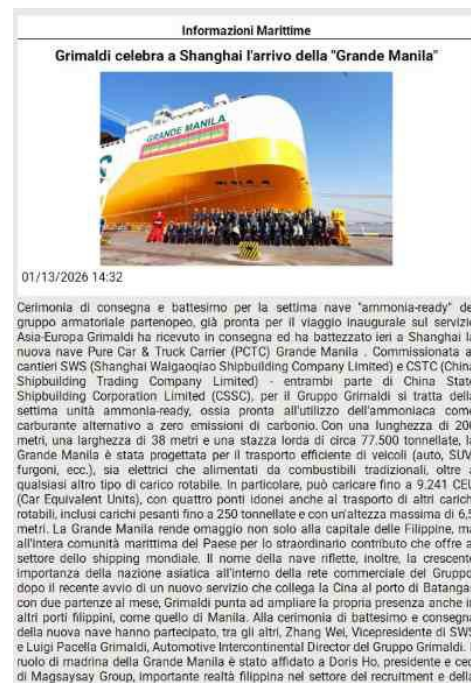 Informazioni Marittime
Grimaldi celebra a Shanghai l'arrivo della "Grande Manila"
GRANDE MANILA
01/13/2026 14:32
Cerimonia di consegna e battesimo per la settima nave "ammonia-ready" de
gruppo armatoriale partenopeo, già pronta per il viaggio inaugurale sul servizio
Asia-Europa Grimaldi ha ricevuto in consegna ed ha battezzato ieri a Shanghai la
nuova nave Pure Car & Truck Carrier (PCTC) Grande Manila . Commissionata a
cantieri SWS (Shanghai Waigaoqiao Shipbuilding Company Limited) e CSTC (China
Shipbuilding Trading Company Limited) - entrambi parte di China State
Shipbuilding Corporation Limited (CSSC), per il Gruppo Grimaldi si tratta della
settima unità ammonia-ready, ossia pronta all'utilizzo dell'ammoniaca come
carburante alternativo a zero emissioni di carbonio. Con una lunghezza di 200
metri, una larghezza di 38 metri e una stazza lorda di circa 77.500 tonnellate, la
Grande Manila è stata progettata per il trasporto efficiente di veicoli (auto, SUV,
furgoni, ecc.), sia elettrici che alimentati da combustibili tradizionali, oltre a
qualsiasi altro tipo di carico rotabile. In particolare, può caricare fino a 9.241 CEU
(Car Equivalent Units), con quattro ponti idonei anche al trasporto di altri carichi
rotabili, inclusi carichi pesanti fino a 250 tonnellate e con un'altezza massima di 6,5
metri. La Grande Manila rende omaggio non solo alla capitale delle Filippine, ma
all'intera comunità marittima del Paese per lo straordinario contributo che offre a
settore dello shipping mondiale. Il nome della nave riflette, inoltre, la crescente
importanza della nazione asiatica all'interno della rete commerciale del Gruppo:
dopo il recente avvio di un nuovo servizio che collega la Cina al porto di Batangas
con due partenze al mese, Grimaldi punta ad ampliare la propria presenza anche in
altri porti filippini, come quello di Manila. Alla cerimonia di battesimo e consegna
della nuova nave hanno partecipato, tra gli altri, Zhang Wei, Vicepresidente di SWS
e Luigi Pacella Grimaldi, Automotive Intercontinental Director del Gruppo Grimaldi.
ruolo di madrina della Grande Manila è stato affidato a Doris Ho, presidente e ceo
di Magsaysay Group, importante realtà filippina nel settore del recruitment e della